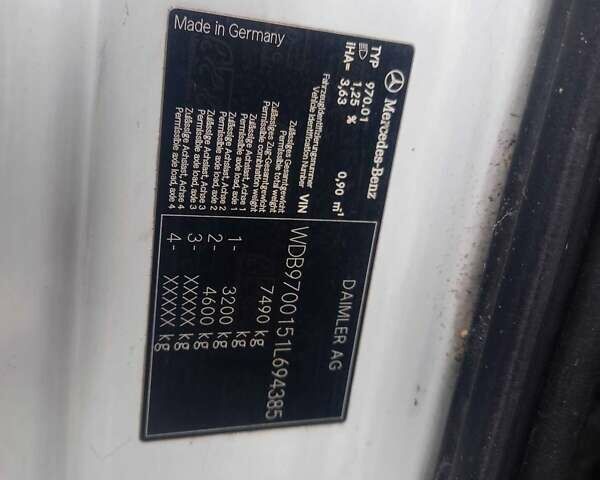 Mercedes-Benz
TYP 970.01
1,25 %
iHA= 3,63 0,90 m⁻¹
DAIMLER AG
Fahrzeugidentifizierungsnummer
Vehicle Identification Number VIN WDB9700151L694385
Zulässiges Gesamtgewicht
Permissible total weight 7490 kg
Zulässiges Zug-Gesamtgewicht
Permissible combination weight kg
Zulässige Achslast, Achse 1
Permissible axle load, axle 1 1- 3200 kg
Zulässige Achslast, Achse 2
Permissible axle load, axle 2 2- 4600 kg
Zulässige Achslast, Achse 3
Permissible axle load, axle 3 3- XXXXX kg
Zulässige Achslast, Achse 4
Permissible axle load, axle 4 4- XXXXX kg
Made in Germany